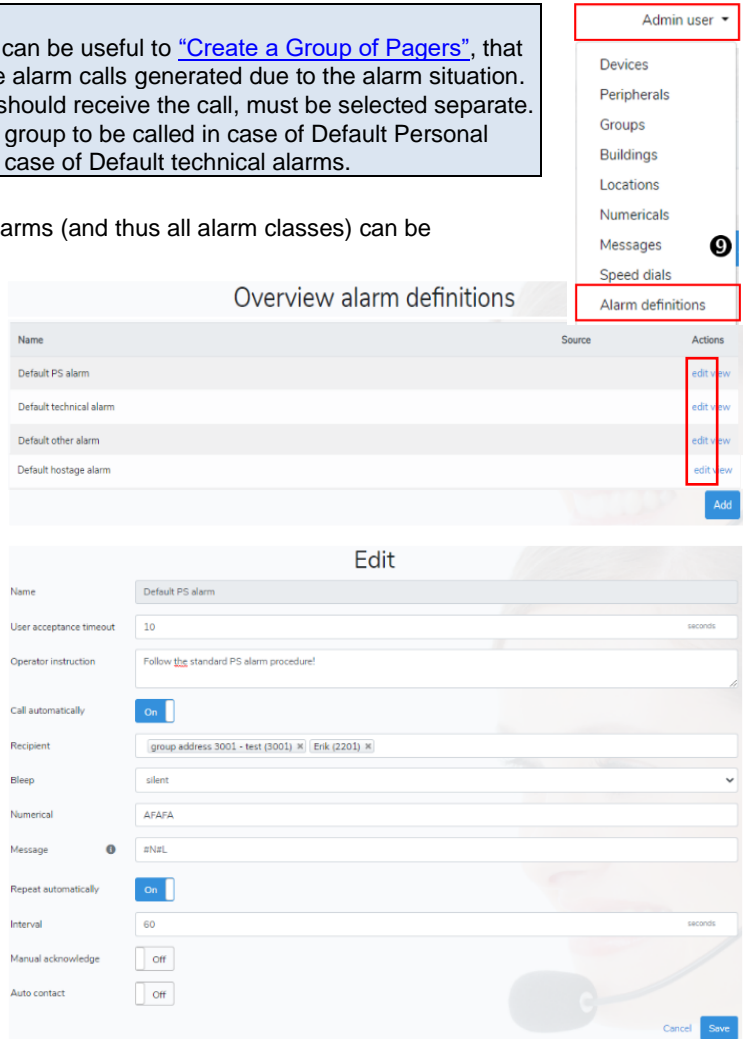 can be useful to “Create a Group of Pagers”, that
e alarm calls generated due to the alarm situation.
should receive the call, must be selected separate.
group to be called in case of Default Personal
case of Default technical alarms.
Admin user
Devices
Peripherals
Groups
Buildings
Locations
Numericals
Messages ❾
Speed dials
Alarm definitions
larms (and thus all alarm classes) can be
Overview alarm definitions
Name Source Actions
Default PS alarm edit view
Default technical alarm edit view
Default other alarm edit view
Default hostage alarm edit view
Add
Edit
Name Default PS alarm
User acceptance timeout 10 seconds
Operator instruction Follow the standard PS alarm procedure!
Call automatically On
Recipient group address 3001 - test (3001) × Erik (2201) ×
Bleep silent
Numerical AFAFA
Message #N#L
Repeat automatically On
Interval 60 seconds
Manual acknowledge Off
Auto contact Off
Cancel Save